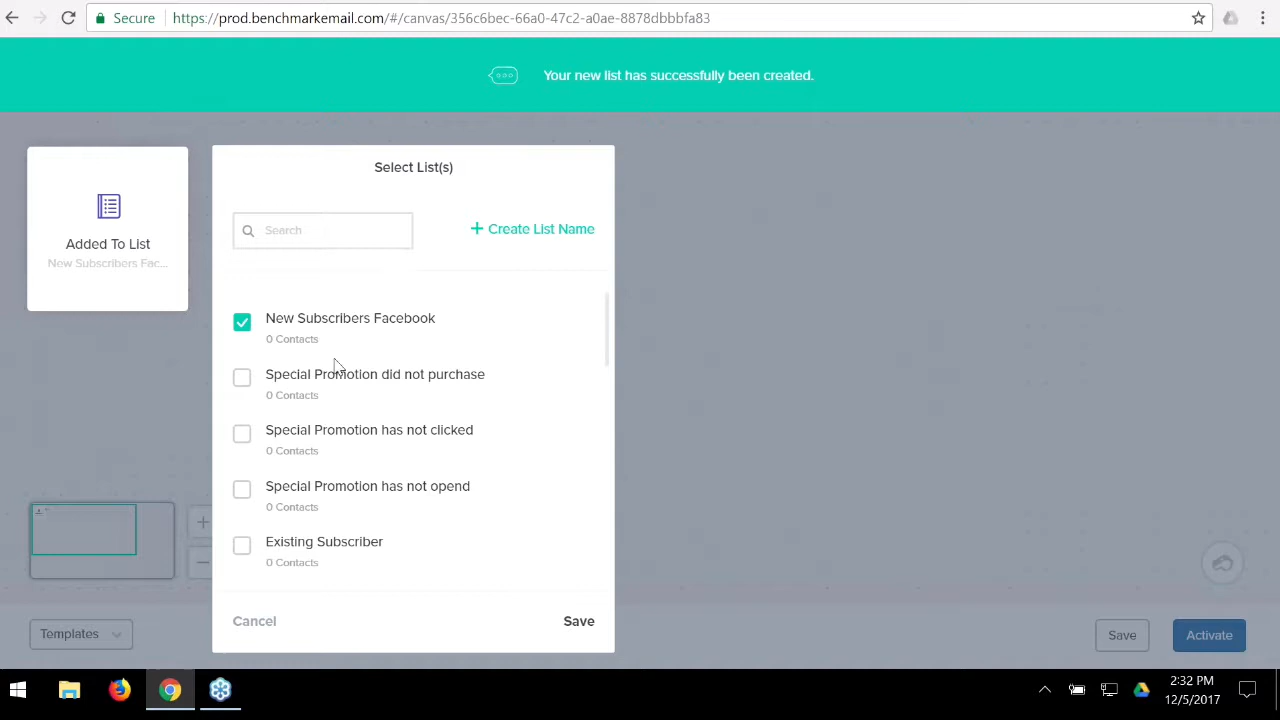 Secure
https://prod.benchmarkemail.com/#/canvas/356c6bec-66a0-47c2-a0ae-8878dbbbfa83
Your new list has successfully been created.
Added To List
New Subscribers Fac...
Select List(s)
Search
+ Create List Name
New Subscribers Facebook
0 Contacts
Special Promotion did not purchase
0 Contacts
Special Promotion has not clicked
0 Contacts
Special Promotion has not opend
0 Contacts
Existing Subscriber
0 Contacts
Cancel
Save
Templates
Save
Activate
2:32 PM
12/5/2017